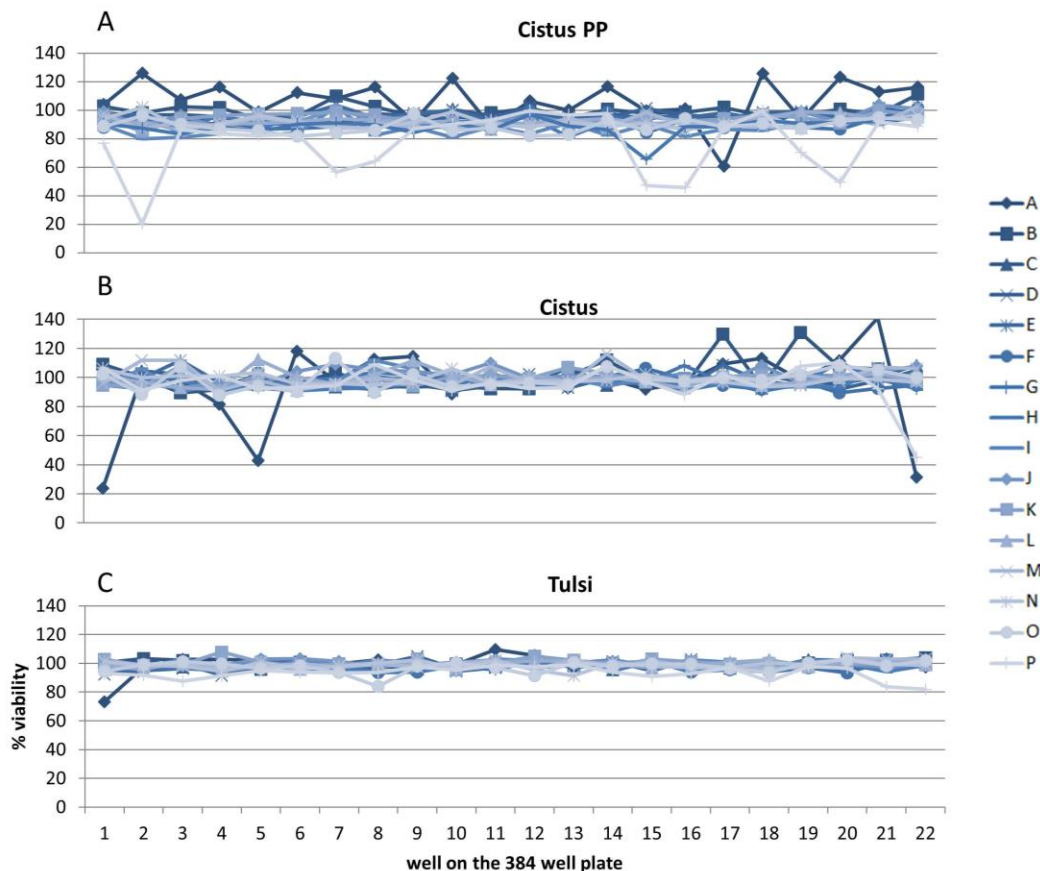 A
Cistus PP
140
120
100
80
60
40
20
0
B
Cistus
140
120
100
80
60
40
20
0
C
Tulsi
140
120
100
80
60
40
20
0
% viability
1 2 3 4 5 6 7 8 9 10 11 12 13 14 15 16 17 18 19 20 21 22
well on the 384 well plate
A
B
C
D
E
F
G
H
I
J
K
L
M
N
O
P